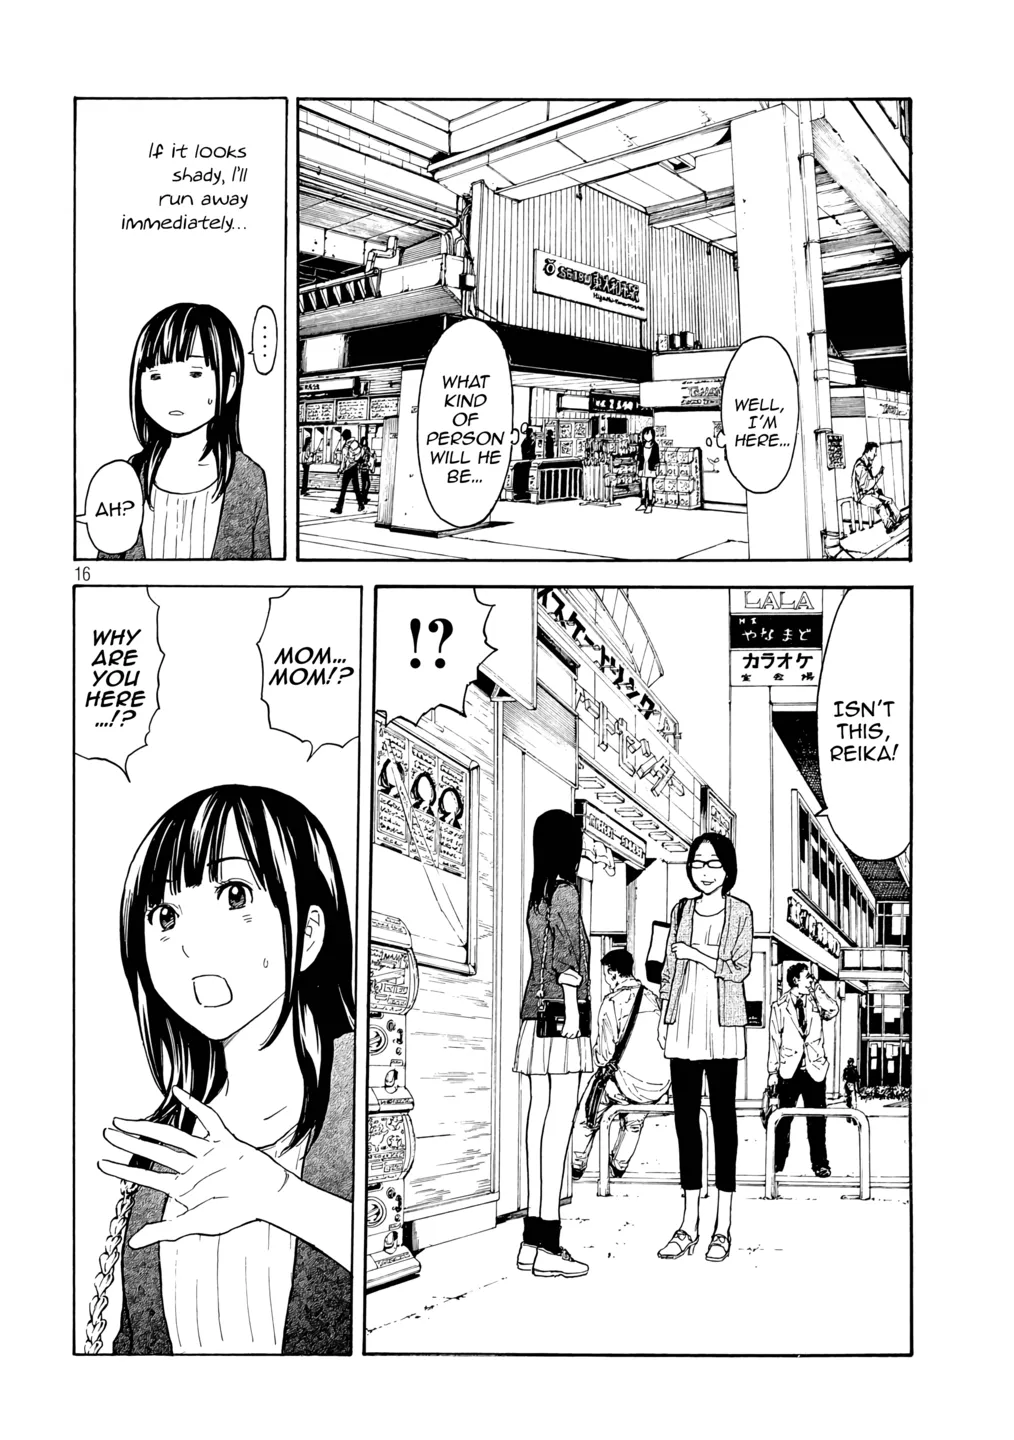 WELL,
I'M
HERE...
WHAT
KIND
OF
PERSON
WILL HE
BE...
SEIBU
If it looks
shady, I'll
run away
immediately...
....
AH?
16
LALA
やなまど
カラオケ
ISN'T
THIS,
REIKA!
!?
MOM...
MOM!?
WHY
ARE
YOU
HERE
...!?